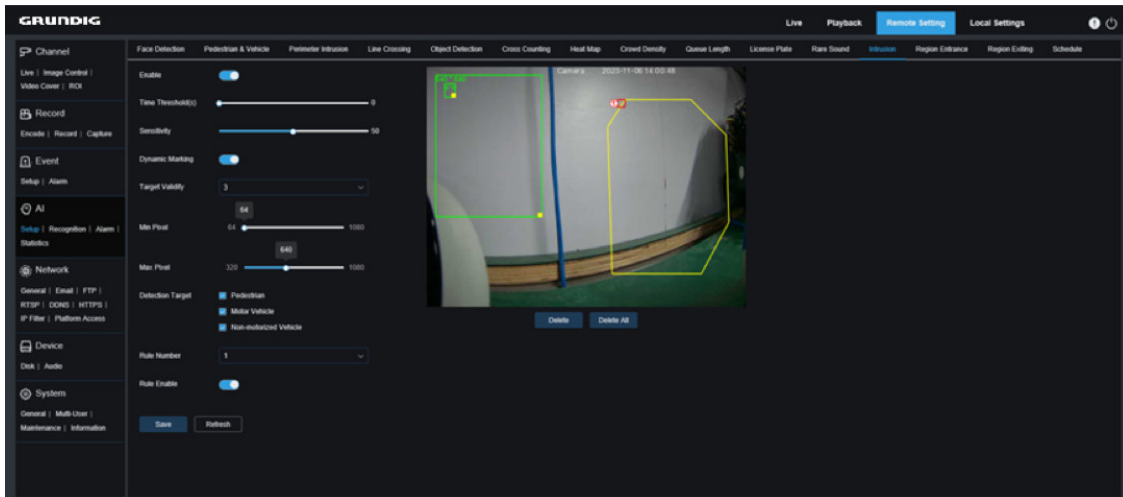 GRUNDIG
Live Playback Remote Setting Local Settings
Channel
Live | Image Control |
Video Cover | ROI
Record
Encode | Record | Capture
Event
Setup | Alarm
AI
Setup | Recognition | Alarm |
Statistics
Network
General | Email | FTP |
RTSP | DDNS | HTTPS |
IP Filter | Platform Access
Device
Disk | Audio
System
General | Multi-User |
Maintenance | Information
Face Detection Pedestrian & Vehicle Perimeter Intrusion Line Crossing Object Detection Cross Counting Heat Map Crowd Density Queue Length License Plate Rare Sound Intrusion Region Entrance Region Exiting Schedule
Enable
Time Threshold(s) 0
Sensitivity 50
Dynamic Marking
Target Validity 3
64
Min Pixel 64 1080
640
Max Pixel 320 1080
Detection Target Pedestrian
Motor Vehicle
Non-motorized Vehicle
Rule Number 1
Rule Enable
Save Refresh
Camera 2023-11-06 14:00:48
Delete Delete All